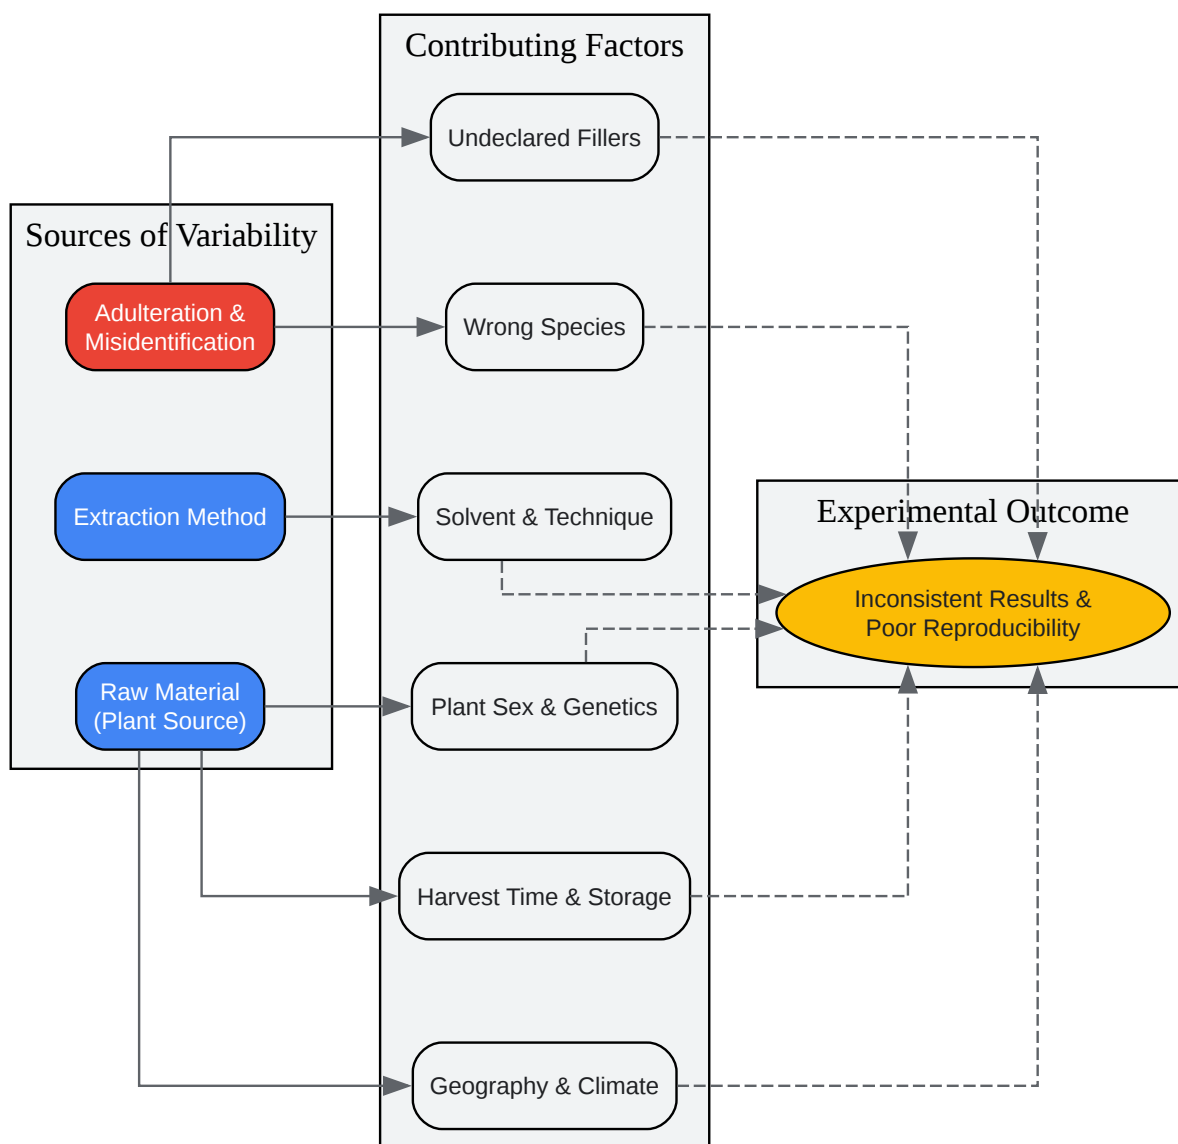 Contributing Factors
Undeclared Fillers
Sources of Variability
Adulteration &
Misidentification
Wrong Species
Extraction Method
Solvent & Technique
Experimental Outcome
Inconsistent Results &
Poor Reproducibility
Raw Material
(Plant Source)
Plant Sex & Genetics
Harvest Time & Storage
Geography & Climate